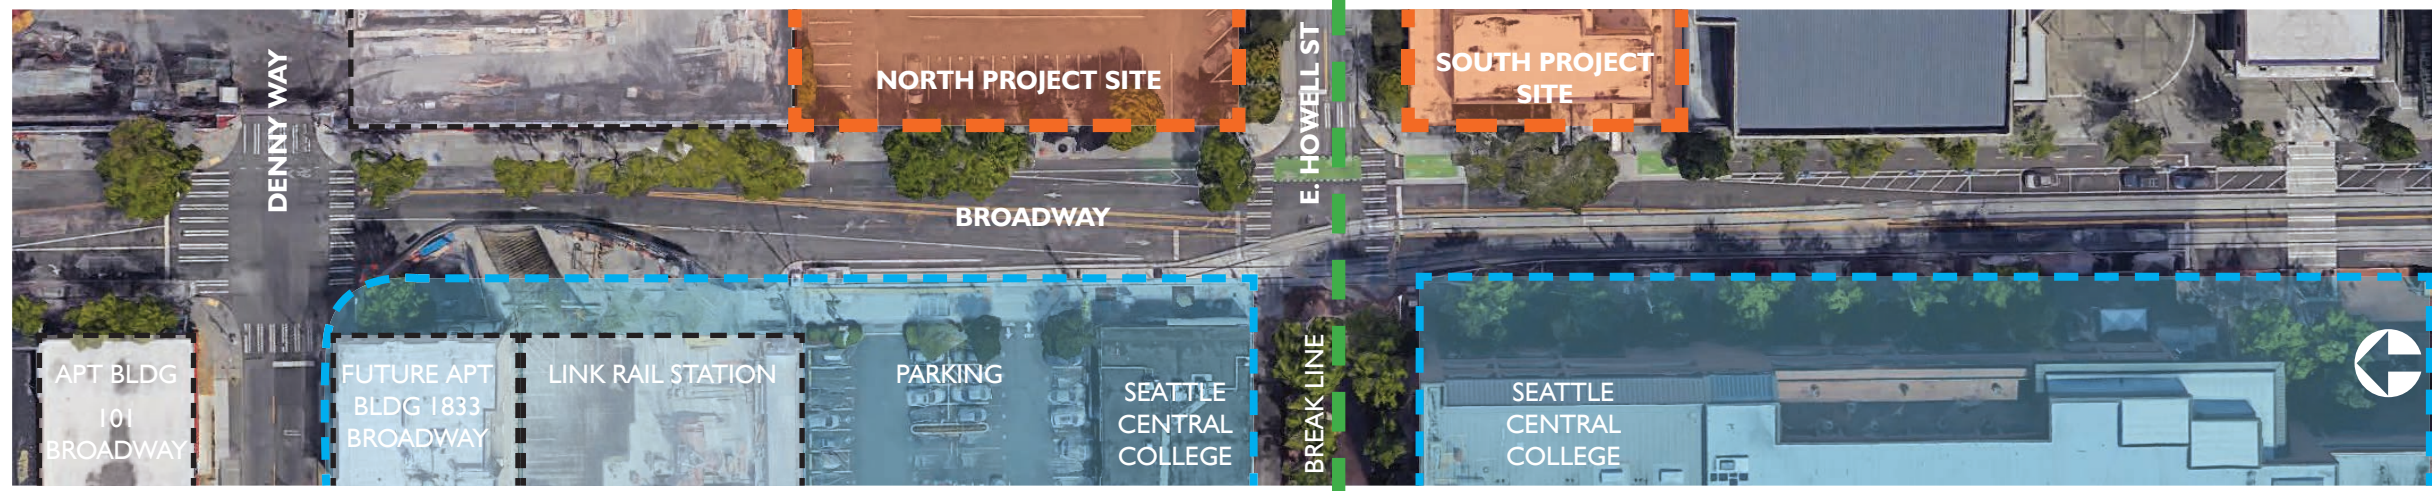 DENNY WAY
NORTH PROJECT SITE
E. HOWELL ST
SOUTH PROJECT
SITE
BROADWAY
APT BLDG
101
BROADWAY
FUTURE APT
BLDG 1833
BROADWAY
LINK RAIL STATION
PARKING
SEATTLE
CENTRAL
COLLEGE
BREAK LINE
SEATTLE
CENTRAL
COLLEGE